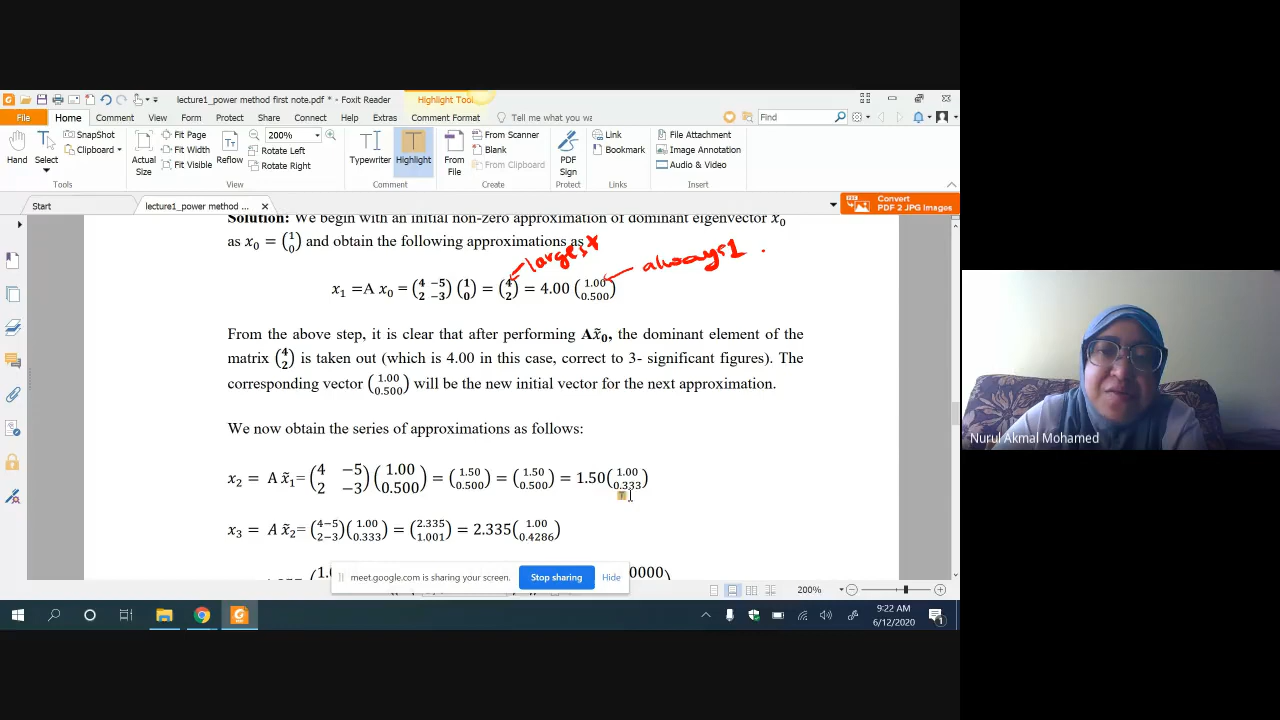 lecture1_power method first note.pdf * - Foxit Reader
Highlight Tool
File
Home
Comment
View
Form
Protect
Share
Connect
Help
Extras
Comment Format
Tell me what you wa
Find
Hand
Select
SnapShot
Clipboard
Actual
Size
Fit Page
Fit Width
Fit Visible
Reflow
200%
Rotate Left
Rotate Right
Typewriter
Highlight
From
File
From Scanner
Blank
From Clipboard
PDF
Sign
Link
Bookmark
File Attachment
Image Annotation
Audio & Video
Tools
View
Comment
Create
Protect
Links
Insert
Start
lecture1_power method ...
Convert
PDF 2 JPG Images
Solution: We begin with an initial non-zero approximation of dominant eigenvector x₀
as x₀ = (1 0) and obtain the following approximations as
largest
always 1
x₁ =A x₀ = (4 −5 2 −3) (1 0) = (4 2) = 4.00 (1.00 0.500)
From the above step, it is clear that after performing Ax̃₀, the dominant element of the
matrix (4 2) is taken out (which is 4.00 in this case, correct to 3- significant figures). The
corresponding vector (1.00 0.500) will be the new initial vector for the next approximation.
We now obtain the series of approximations as follows:
x₂ = A x̃₁= (4 −5 2 −3) (1.00 0.500) = (1.50 0.500) = (1.50 0.500) = 1.50(1.00 0.333)
x₃ = A x̃₂= (4−5 2−3) (1.00 0.333) = (2.335 1.001) = 2.335(1.00 0.4286)
meet.google.com is sharing your screen.
Stop sharing
Hide
200%
9:22 AM
6/12/2020
Nurul Akmal Mohamed